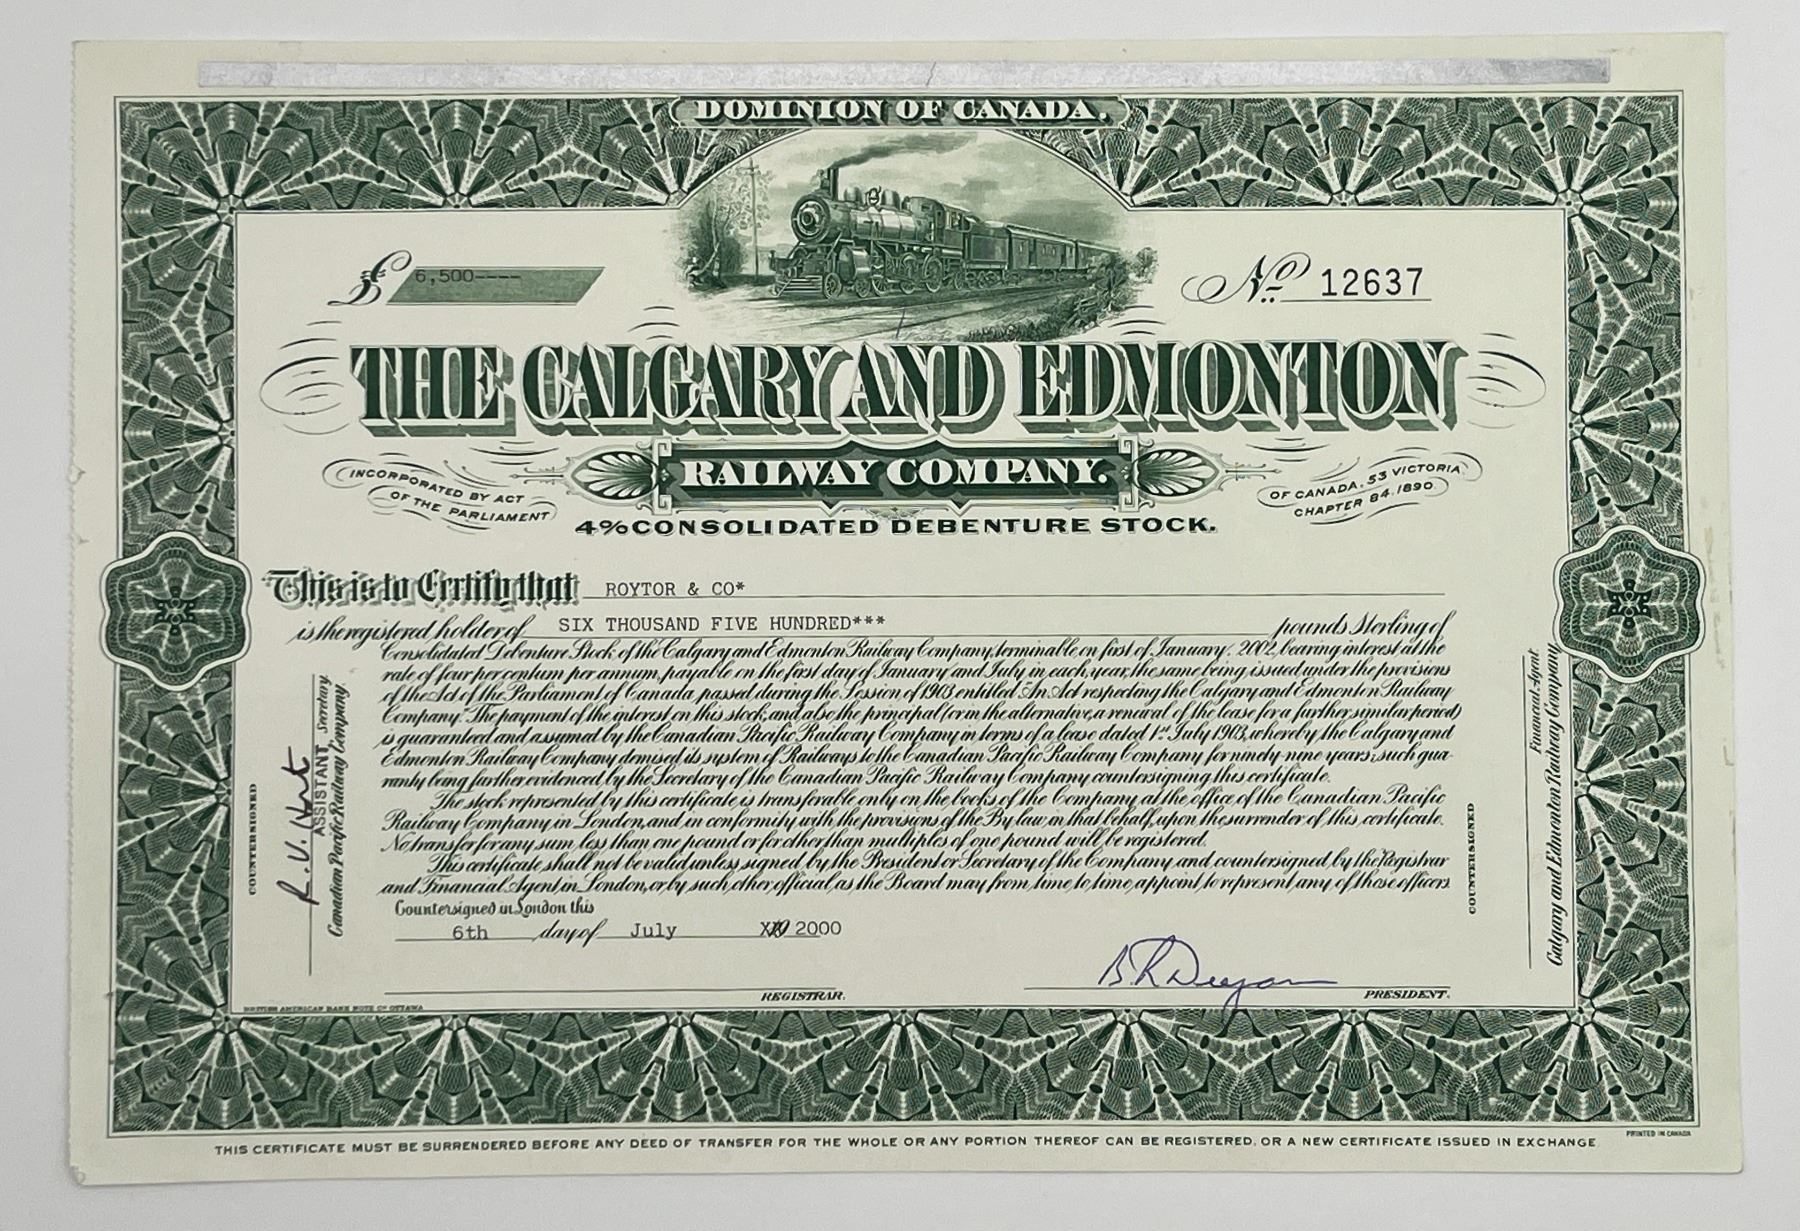 DOMINION OF CANADA.
£ 6,500----
No 12637
THE CALGARY AND EDMONTON
RAILWAY COMPANY.
INCORPORATED BY ACT
OF THE PARLIAMENT
OF CANADA. 53 VICTORIA,
CHAPTER 84. 1890.
4% CONSOLIDATED DEBENTURE STOCK.
This is to Certify that ROYTOR & CO*
is the registered holder of SIX THOUSAND FIVE HUNDRED*** pounds Sterling of
Consolidated Debenture Stock of the Calgary and Edmonton Railway Company, terminable on first of January, 2002, bearing interest at the
rate of four per centum per annum, payable on the first day of January and July in each year, the same being issued under the provisions
of the Act of the Parliament of Canada passed during the Session of 1903 entitled "An Act respecting the Calgary and Edmonton Railway
Company." The payment of the interest on this stock, and also the principal (or in the alternative, a renewal of the lease for a further similar period)
is guaranteed and assumed by the Canadian Pacific Railway Company in terms of a lease dated 1st July 1903, whereby the Calgary and
Edmonton Railway Company demised its system of Railways to the Canadian Pacific Railway Company for ninety-nine years; such gua-
ranty being further evidenced by the Secretary of the Canadian Pacific Railway Company countersigning this certificate.
The stock represented by this certificate is transferable only on the books of the Company at the office of the Canadian Pacific
Railway Company in London, and in conformity with the provisions of the By law in that behalf, upon the surrender of this certificate.
No transfer for any sum less than one pound or for other than multiples of one pound will be registered.
This certificate shall not be valid unless signed by the President or Secretary of the Company and countersigned by the Registrar
and Financial Agent in London, or by such other official as the Board may from time to time appoint to represent any of those officers
Countersigned in London this
6th day of July X19 2000
REGISTRAR.
PRESIDENT.
COUNTERSIGNED
R. V. Hort
ASSISTANT Secretary.
Canadian Pacific Railway Company.
COUNTERSIGNED
Financial Agent
Calgary and Edmonton Railway Company.
BRITISH AMERICAN BANK NOTE CO OTTAWA
PRINTED IN CANADA
THIS CERTIFICATE MUST BE SURRENDERED BEFORE ANY DEED OF TRANSFER FOR THE WHOLE OR ANY PORTION THEREOF CAN BE REGISTERED, OR A NEW CERTIFICATE ISSUED IN EXCHANGE